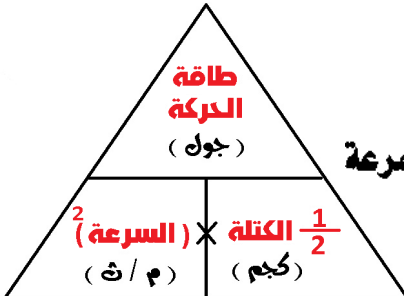 طاقة
الحركة
(جول)
½ الكتلة × (السرعة)²
(كجم) (م/ث)